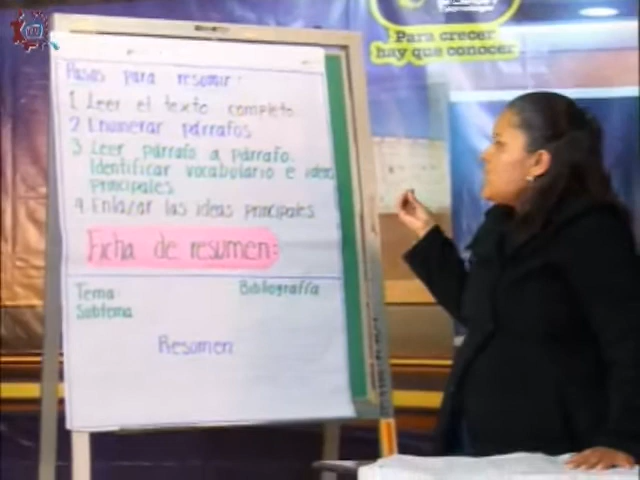 Para crecer
hay que conocer
Pasos para resumir:
1 Leer el texto completo
2 Enumerar párrafos
3 Leer párrafo a párrafo.
Identificar vocabulario e ideas
principales
4 Enlazar las ideas principales
Ficha de resumen:
Tema
Bibliografía
Subtema
Resumen